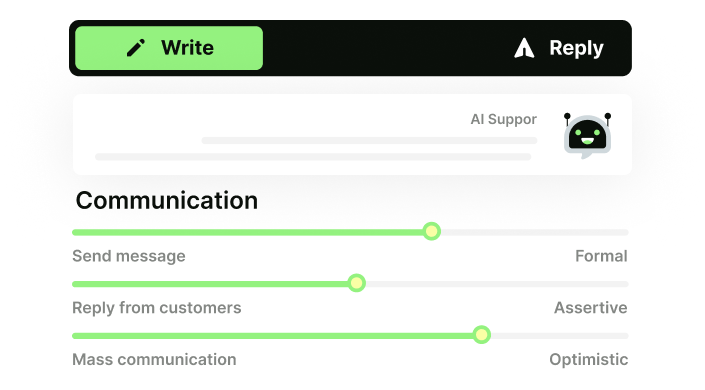 Write
Reply
AI Suppor
Communication
Send message
Formal
Reply from customers
Assertive
Mass communication
Optimistic